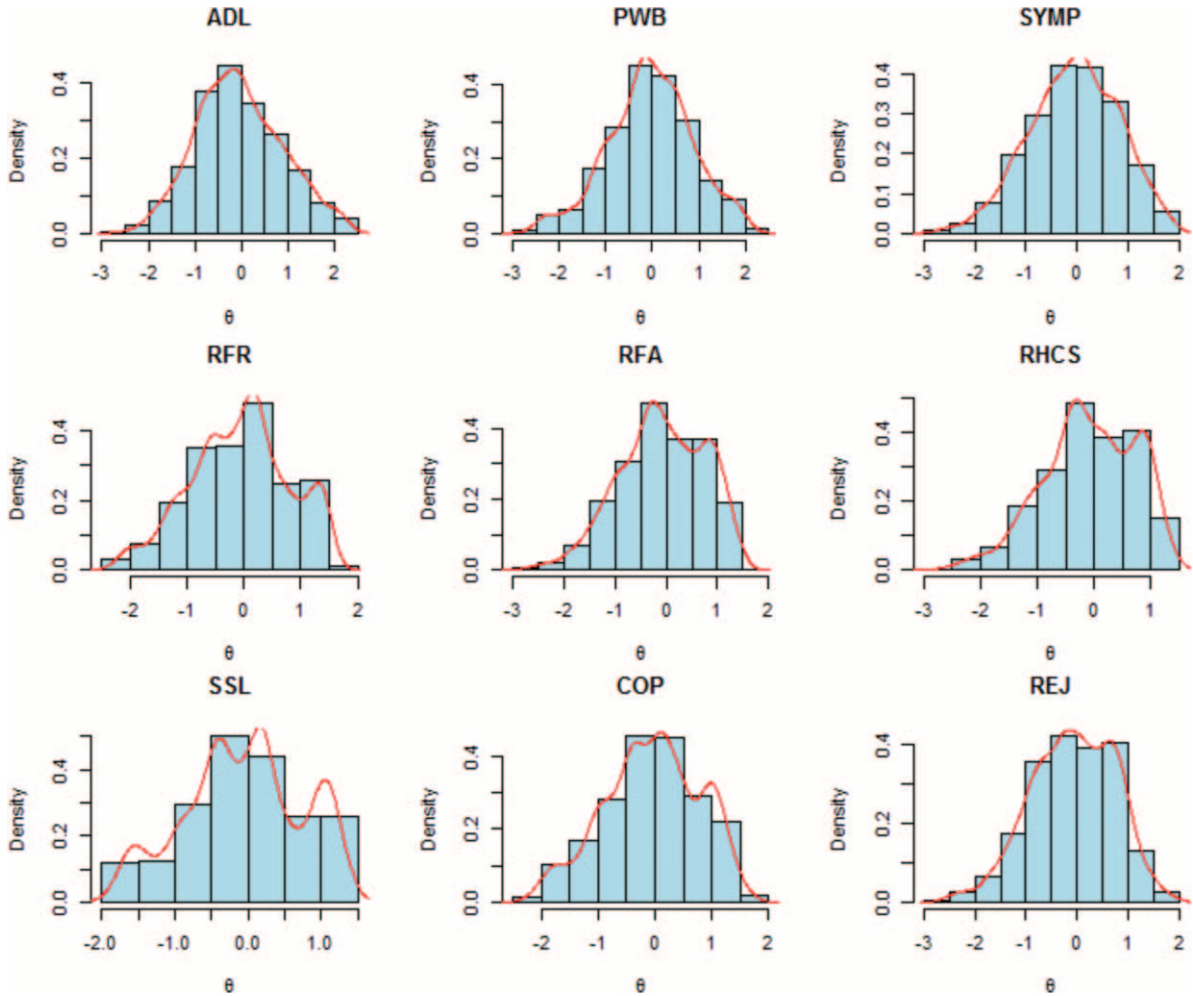 ADL PWB SYMP
Density 0.0 0.2 0.4
-3 -2 -1 0 1 2
θ
Density 0.0 0.2 0.4
-3 -2 -1 0 1 2
θ
Density 0.0 0.1 0.2 0.3 0.4
-3 -2 -1 0 1 2
θ
RFR RFA RHCS
Density 0.0 0.2 0.4
-2 -1 0 1 2
θ
Density 0.0 0.2 0.4
-3 -2 -1 0 1 2
θ
Density 0.0 0.2 0.4
-3 -2 -1 0 1
θ
SSL COP REJ
Density 0.0 0.2 0.4
-2.0 -1.0 0.0 1.0
θ
Density 0.0 0.2 0.4
-2 -1 0 1 2
θ
Density 0.0 0.2 0.4
-3 -2 -1 0 1 2
θ